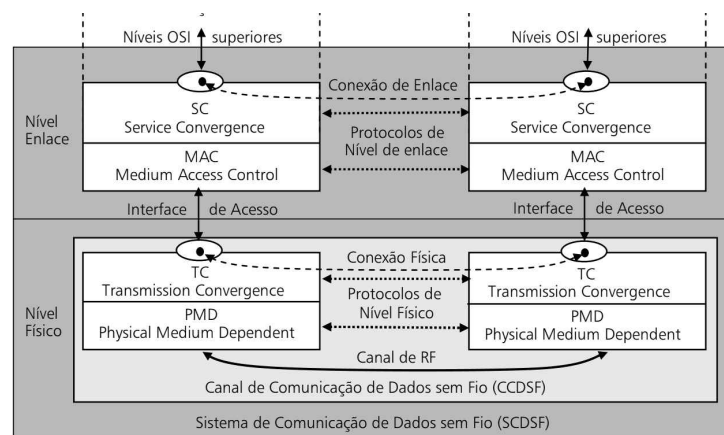 Níveis OSI superiores Níveis OSI superiores
Conexão de Enlace
SC SC
Service Convergence Service Convergence
Nível
Enlace
Protocolos de
Nível de enlace
MAC MAC
Medium Access Control Medium Access Control
Interface de Acesso Interface de Acesso
Conexão Física
TC TC
Transmission Convergence Transmission Convergence
Protocolos de
Nível Físico
Nível
Físico
PMD PMD
Physical Medium Dependent Physical Medium Dependent
Canal de RF
Canal de Comunicação de Dados sem Fio (CCDSF)
Sistema de Comunicação de Dados sem Fio (SCDSF)